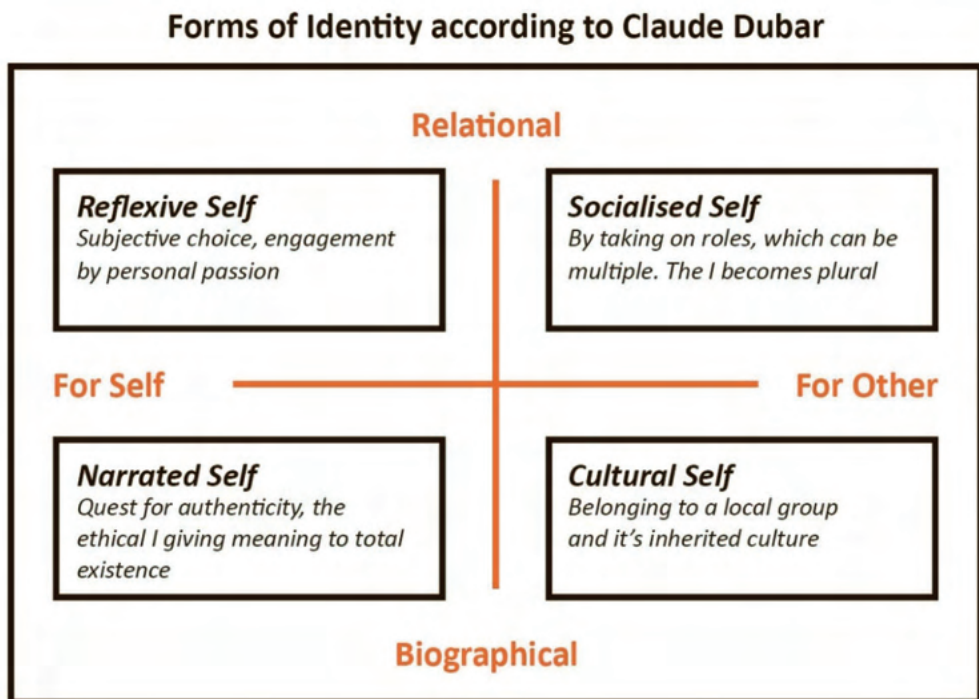 Forms of Identity according to Claude Dubar
Relational
Reflexive Self
Subjective choice, engagement
by personal passion
Socialised Self
By taking on roles, which can be
multiple. The I becomes plural
For Self
For Other
Narrated Self
Quest for authenticity, the
ethical I giving meaning to total
existence
Cultural Self
Belonging to a local group
and it's inherited culture
Biographical